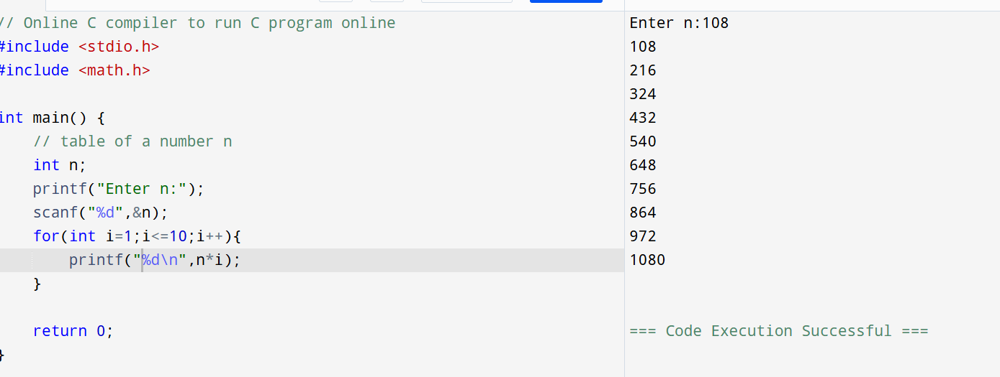 // Online C compiler to run C program online
#include <stdio.h>
#include <math.h>
int main() {
// table of a number n
int n;
printf("Enter n:");
scanf("%d",&n);
for(int i=1;i<=10;i++){
printf("%d\n",n*i);
}
return 0;
}
Enter n:108
108
216
324
432
540
648
756
864
972
1080
=== Code Execution Successful ===